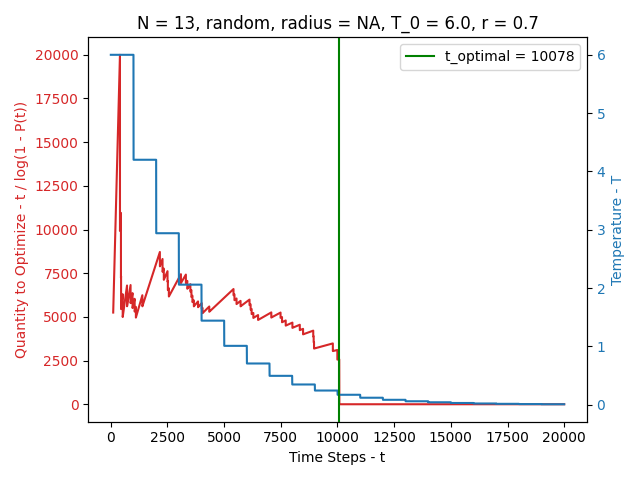 N = 13, random, radius = NA, T_0 = 6.0, r = 0.7
t_optimal = 10078
Quantity to Optimize - t / log(1 - P(t))
20000
17500
15000
12500
10000
7500
5000
2500
0
6
5
4
3
2
1
0
Temperature - T
0 2500 5000 7500 10000 12500 15000 17500 20000
Time Steps - t